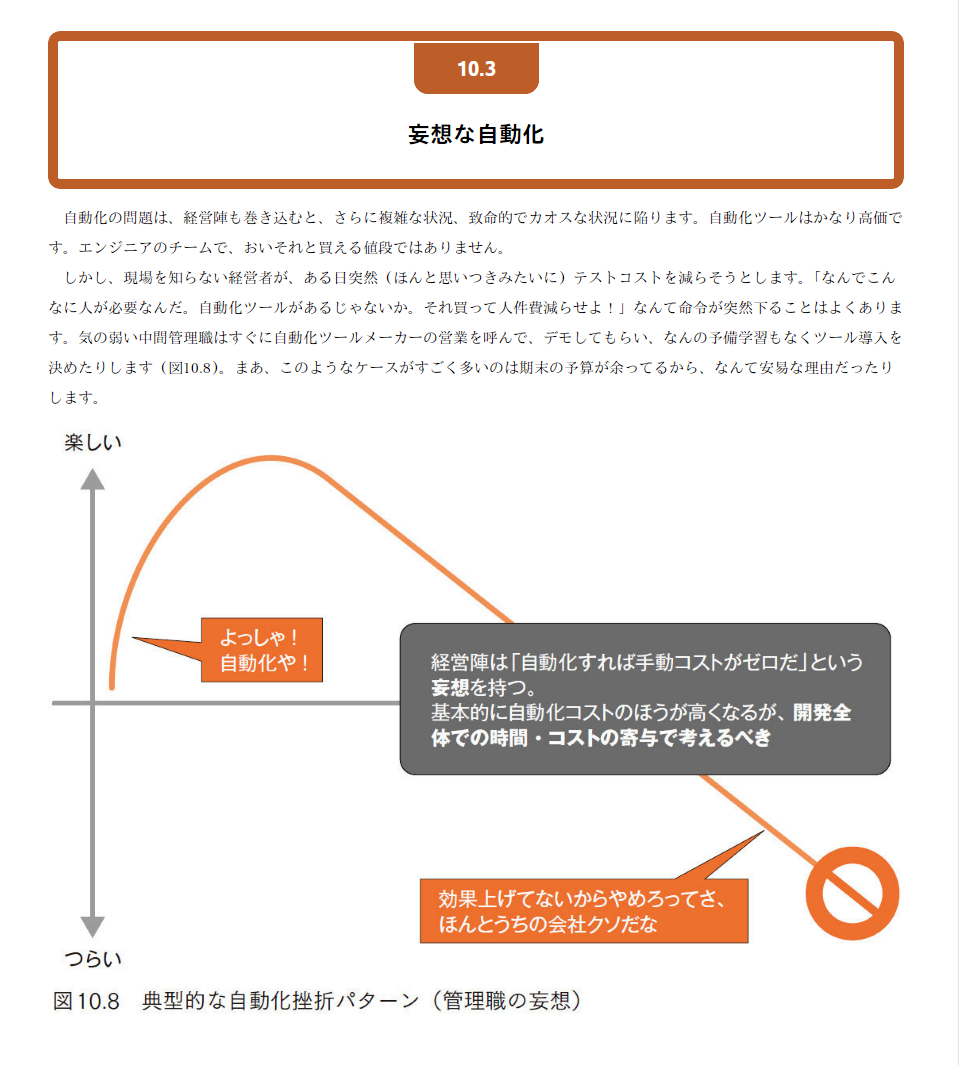 10.3
妄想な自動化
自動化の問題は、経営陣も巻き込むと、さらに複雑な状況、致命的でカオスな状況に陥ります。自動化ツールはかなり高価で
す。エンジニアのチームで、おいそれと買える値段ではありません。
しかし、現場を知らない経営者が、ある日突然（ほんと思いつきみたいに）テストコストを減らそうとします。「なんでこん
なに人が必要なんだ。自動化ツールがあるじゃないか。それ買って人件費減らせよ！」なんて命令が突然下ることはよくありま
す。気の弱い中間管理職はすぐに自動化ツールメーカーの営業を呼んで、デモしてもらい、なんの予備学習もなくツール導入を
決めたりします（図10.8）。まあ、このようなケースがすごく多いのは期末の予算が余ってるから、なんて安易な理由だったり
します。
楽しい
よっしゃ！
自動化や！
経営陣は「自動化すれば手動コストがゼロだ」という
妄想を持つ。
基本的に自動化コストのほうが高くなるが、開発全
体での時間・コストの寄与で考えるべき
効果上げてないからやめろってさ、
ほんとうちの会社クソだな
つらい
図10.8　典型的な自動化挫折パターン（管理職の妄想）